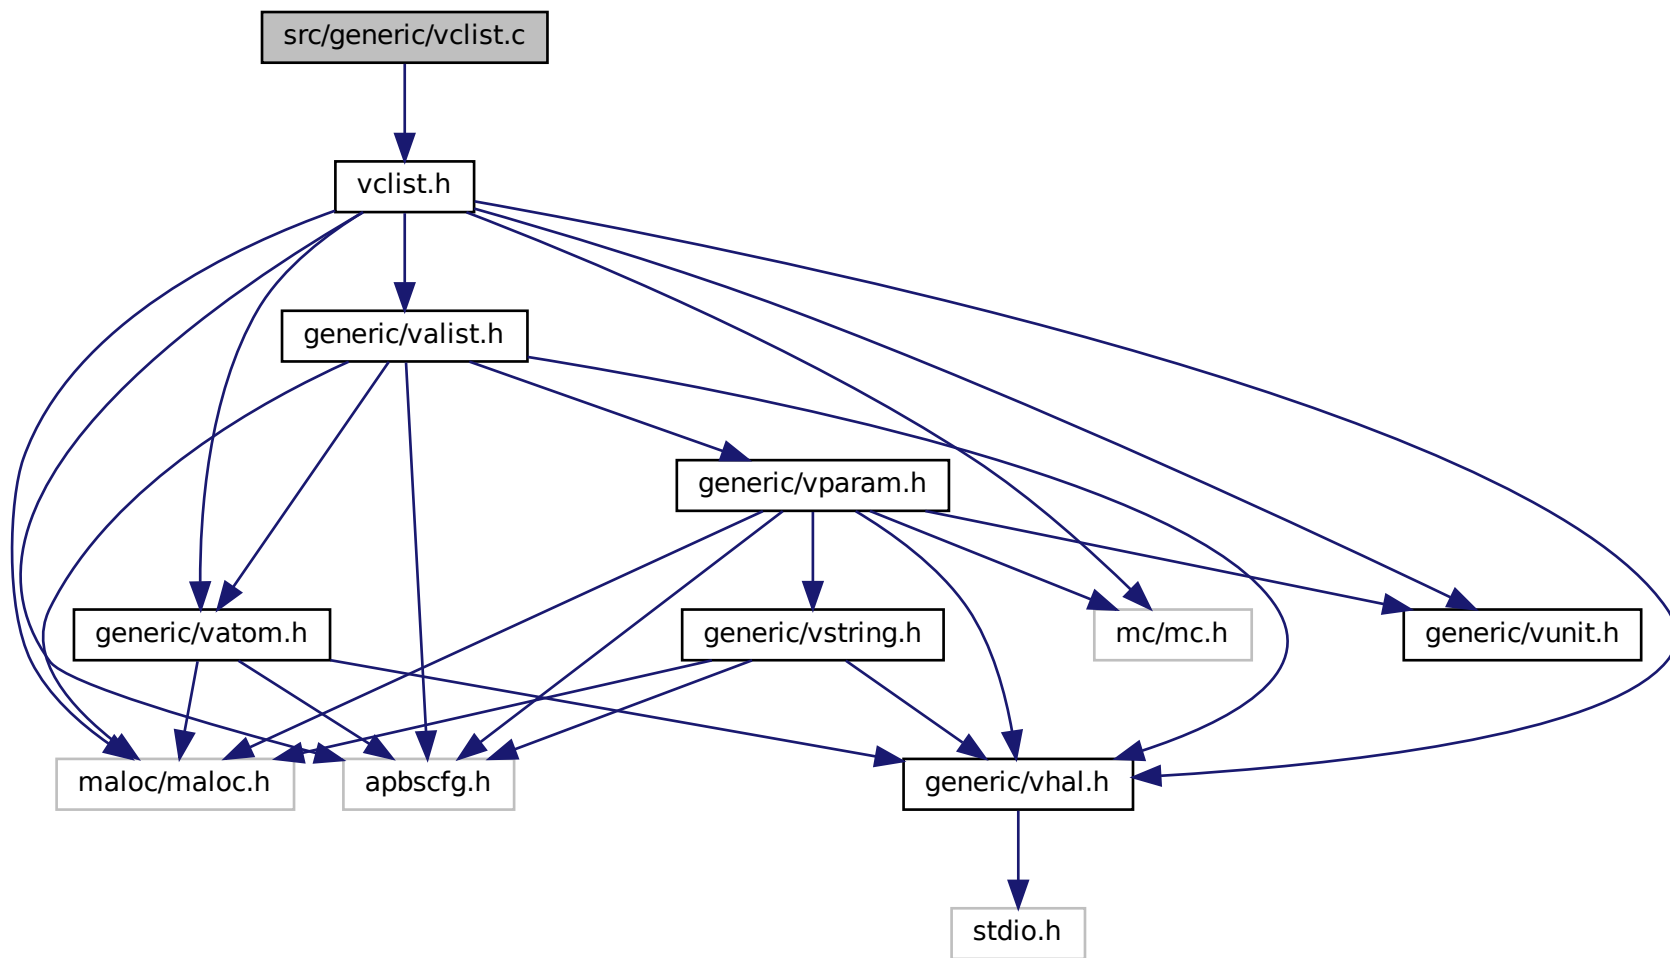 src/generic/vclist.c
vclist.h
generic/valist.h
generic/vparam.h
generic/vatom.h
generic/vstring.h
mc/mc.h
generic/vunit.h
maloc/maloc.h
apbscfg.h
generic/vhal.h
stdio.h